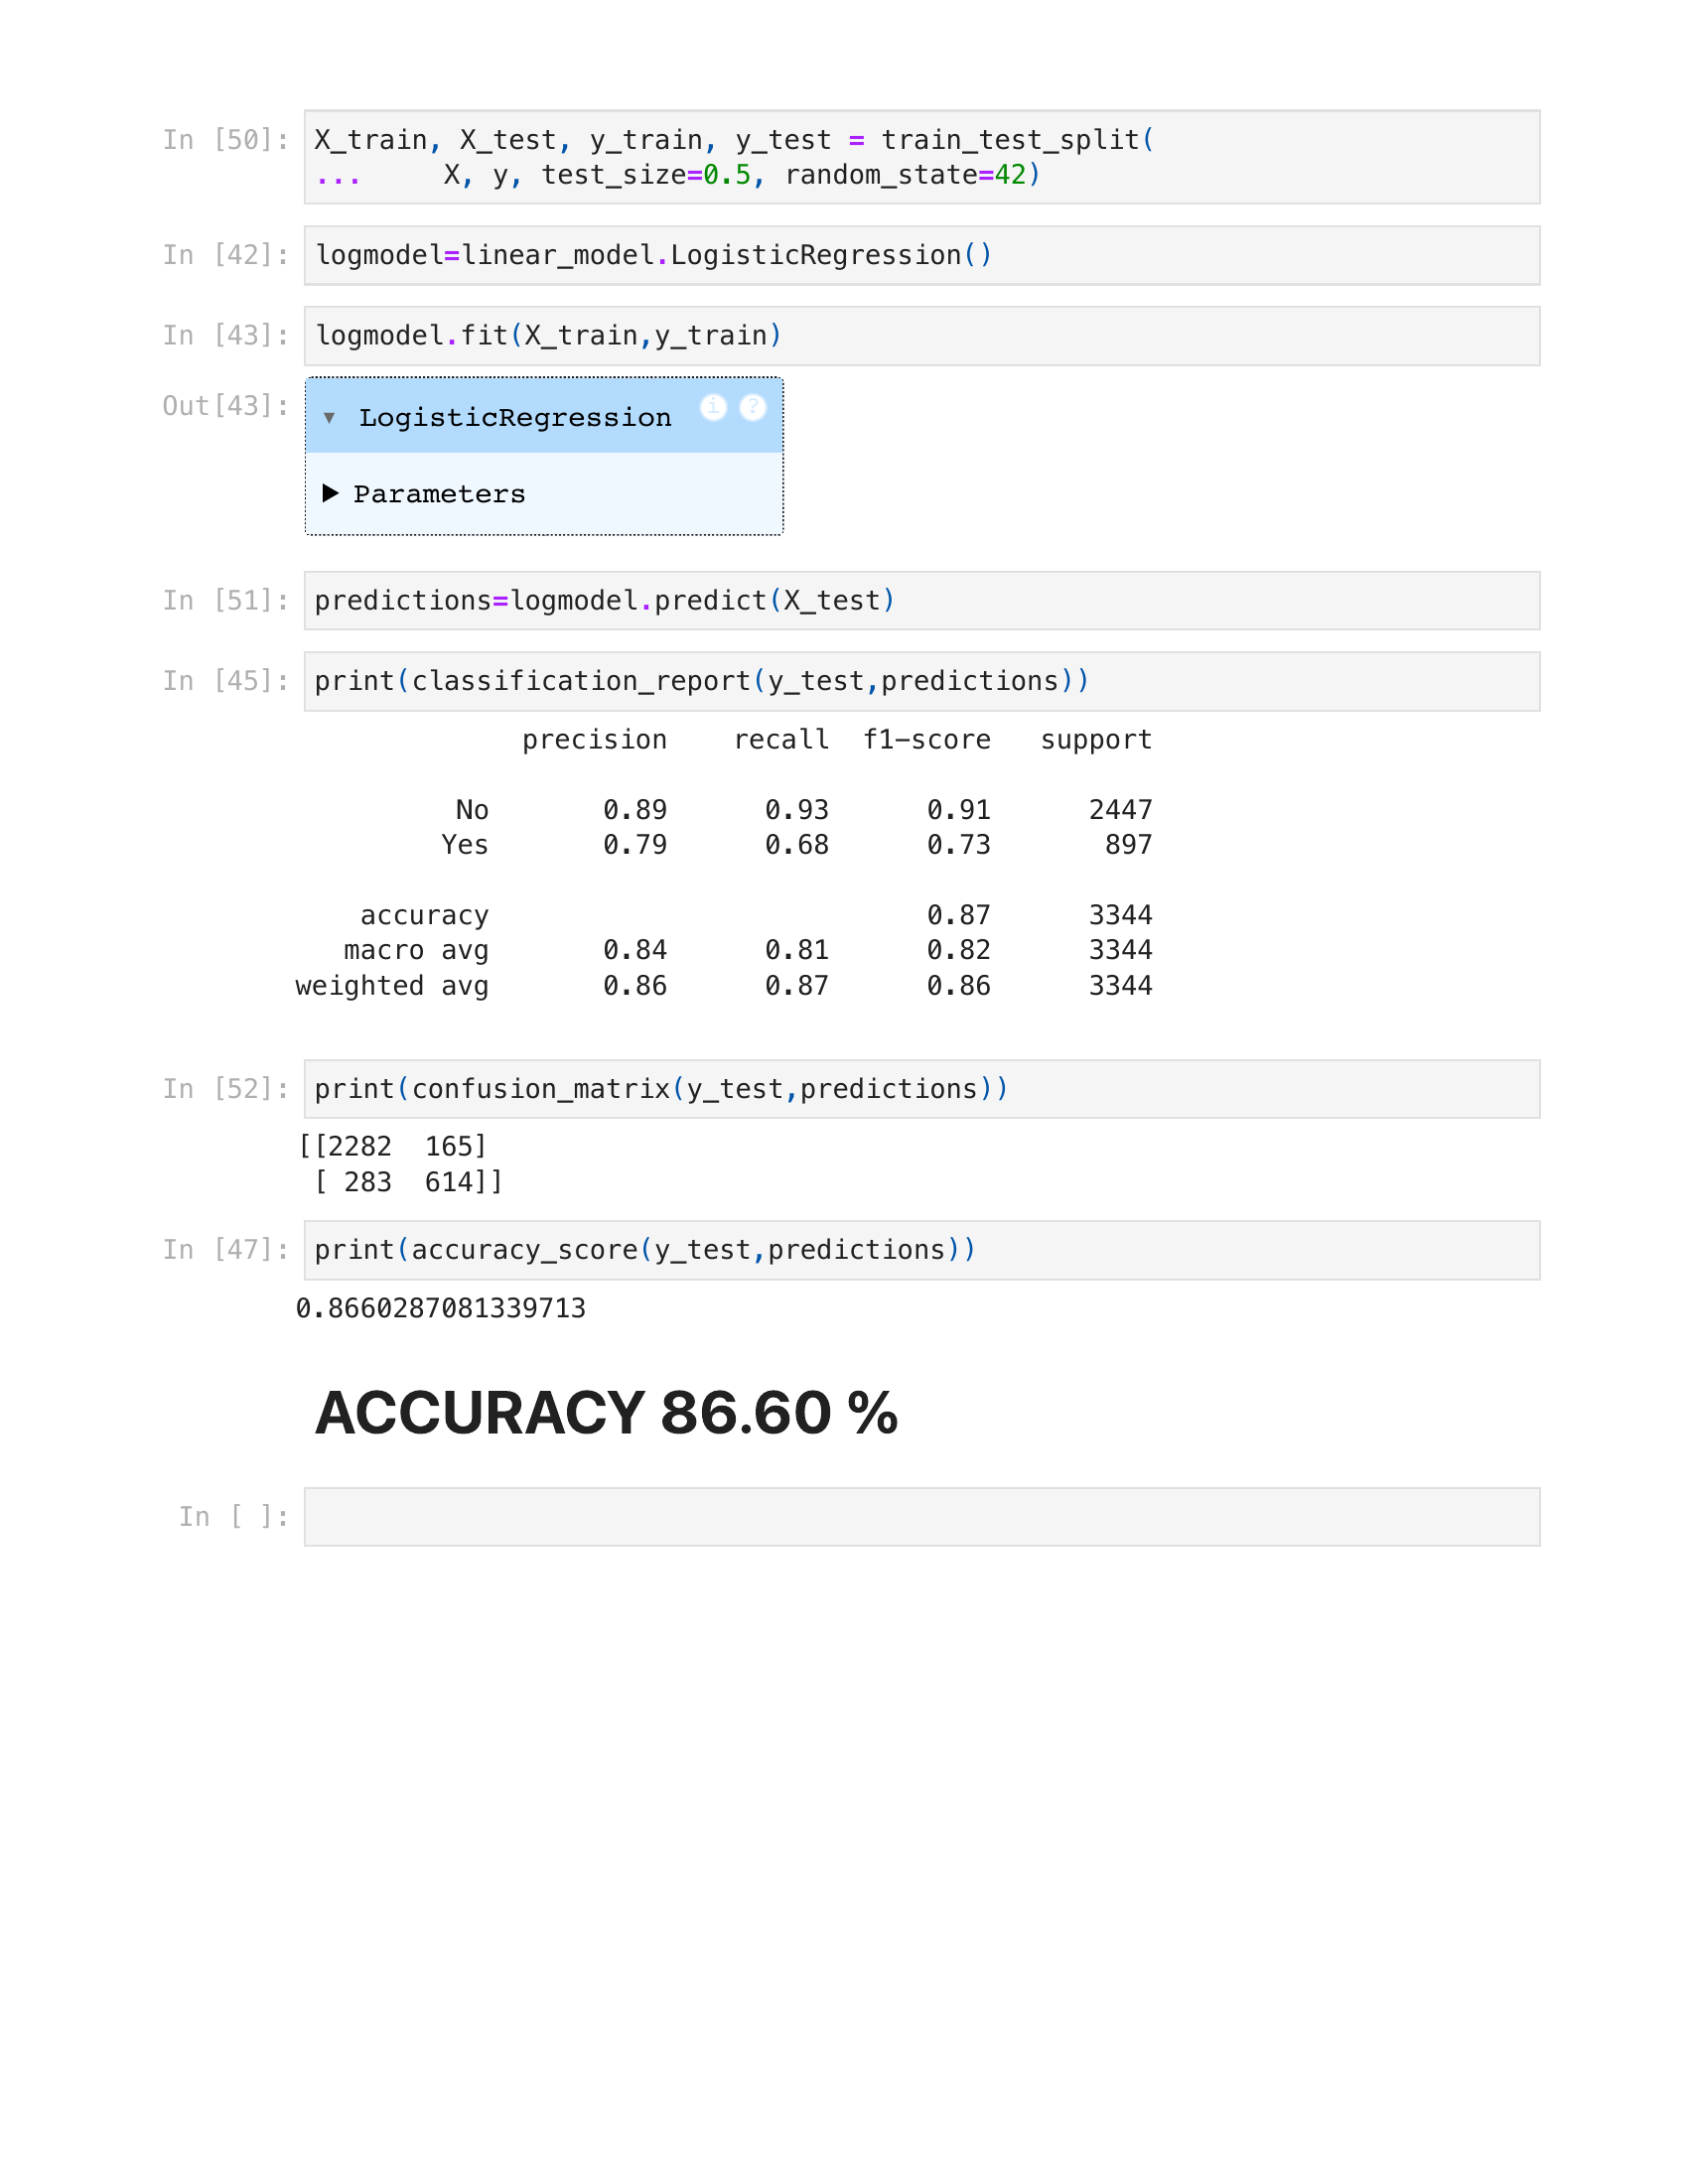 In [50]: X_train, X_test, y_train, y_test = train_test_split(
...     X, y, test_size=0.5, random_state=42)
In [42]: logmodel=linear_model.LogisticRegression()
In [43]: logmodel.fit(X_train,y_train)
Out[43]: ▾ LogisticRegression i ?
▶ Parameters
In [51]: predictions=logmodel.predict(X_test)
In [45]: print(classification_report(y_test,predictions))
              precision    recall  f1-score   support
          No       0.89      0.93      0.91      2447
         Yes       0.79      0.68      0.73       897
    accuracy                           0.87      3344
   macro avg       0.84      0.81      0.82      3344
weighted avg       0.86      0.87      0.86      3344
In [52]: print(confusion_matrix(y_test,predictions))
[[2282  165]
 [ 283  614]]
In [47]: print(accuracy_score(y_test,predictions))
0.8660287081339713
ACCURACY 86.60 %
In [ ]: